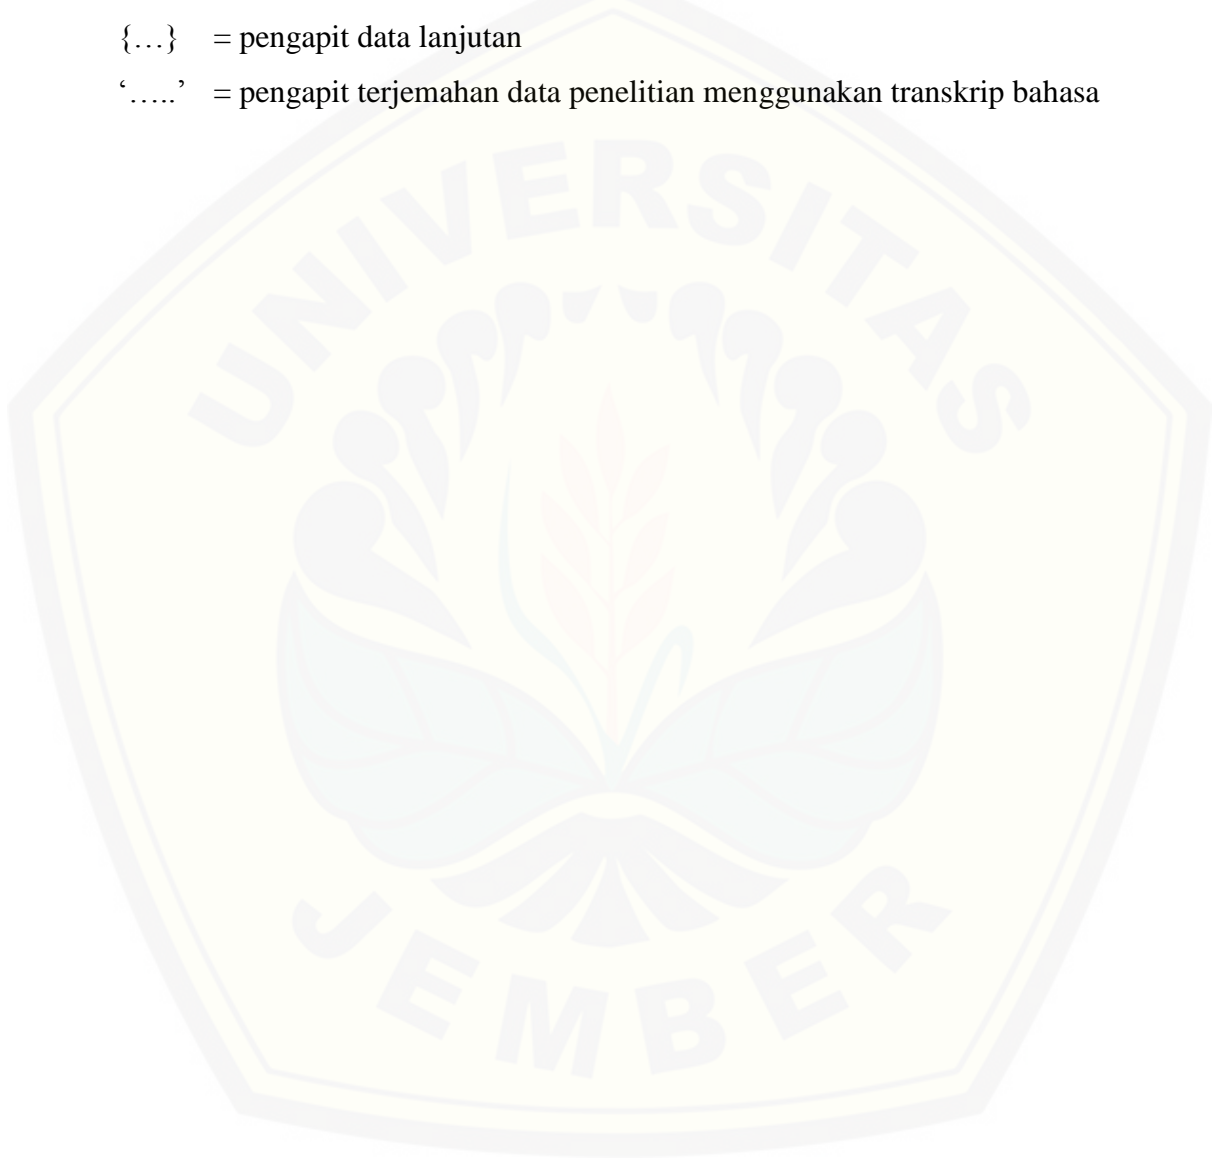 {…} = pengapit data lanjutan
‘…..’ = pengapit terjemahan data penelitian menggunakan transkrip bahasa
UNIVERSITAS
JEMBER